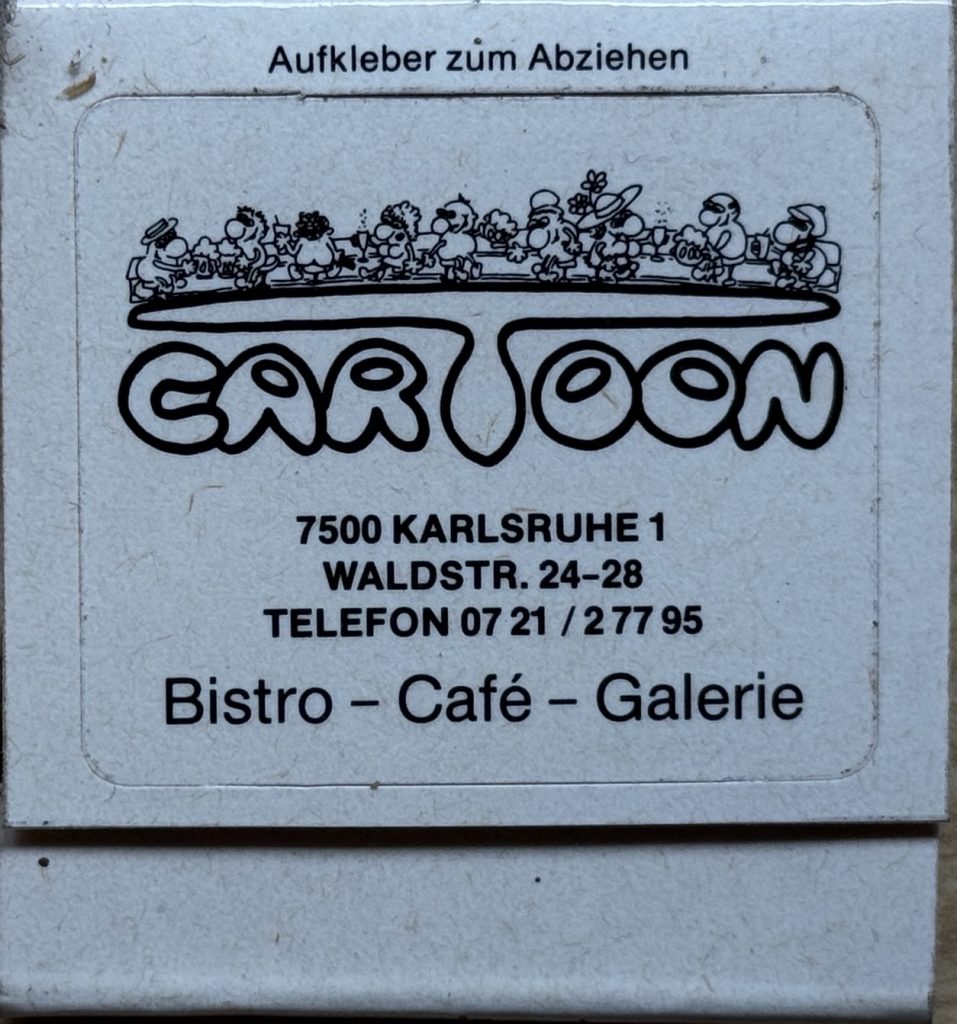 Aufkleber zum Abziehen
CARTOON
7500 KARLSRUHE 1
WALDSTR. 24-28
TELEFON 07 21 / 2 77 95
Bistro – Café – Galerie